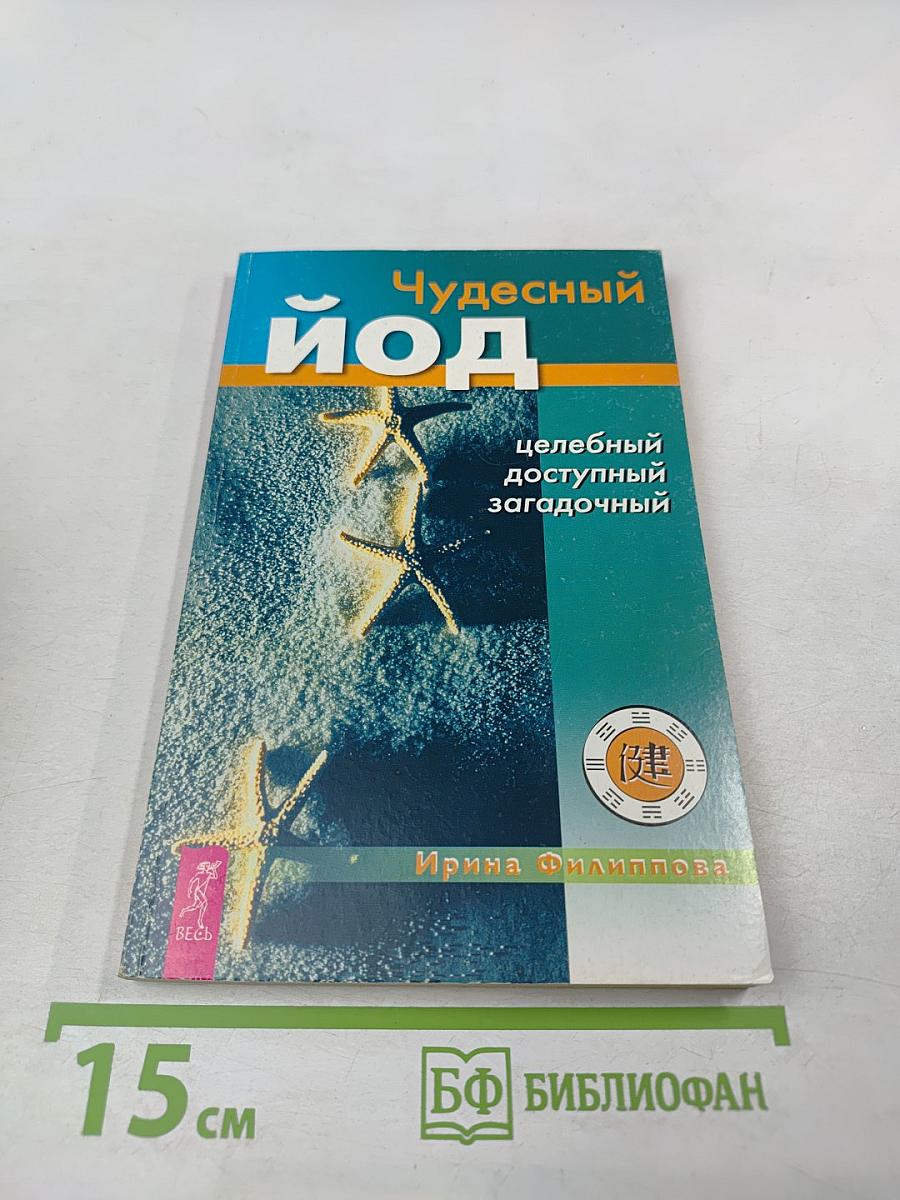 Чудесный
йод
целебный
доступный
загадочный
健
Ирина Филиппова
ВЕСЬ
15 см
БФ БИБЛИОФАН